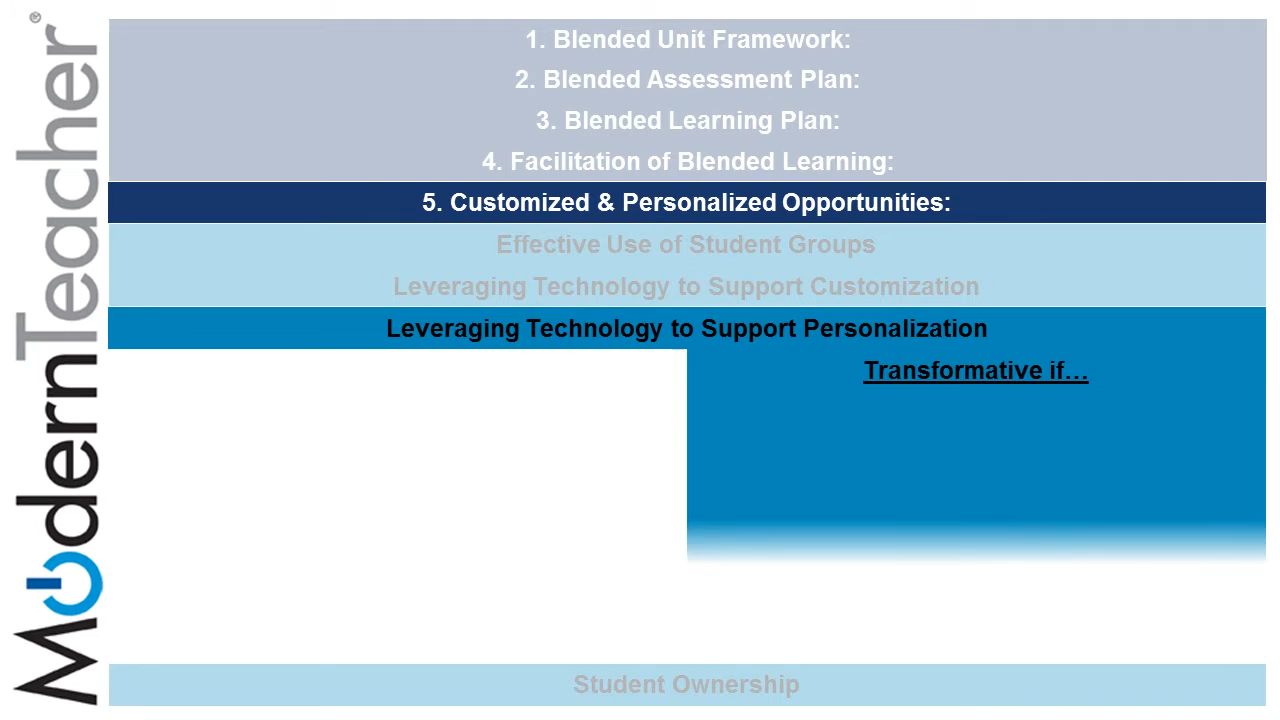 ModernTeacher®
1. Blended Unit Framework:
2. Blended Assessment Plan:
3. Blended Learning Plan:
4. Facilitation of Blended Learning:
5. Customized & Personalized Opportunities:
Effective Use of Student Groups
Leveraging Technology to Support Customization
Leveraging Technology to Support Personalization
Transformative if…
Student Ownership